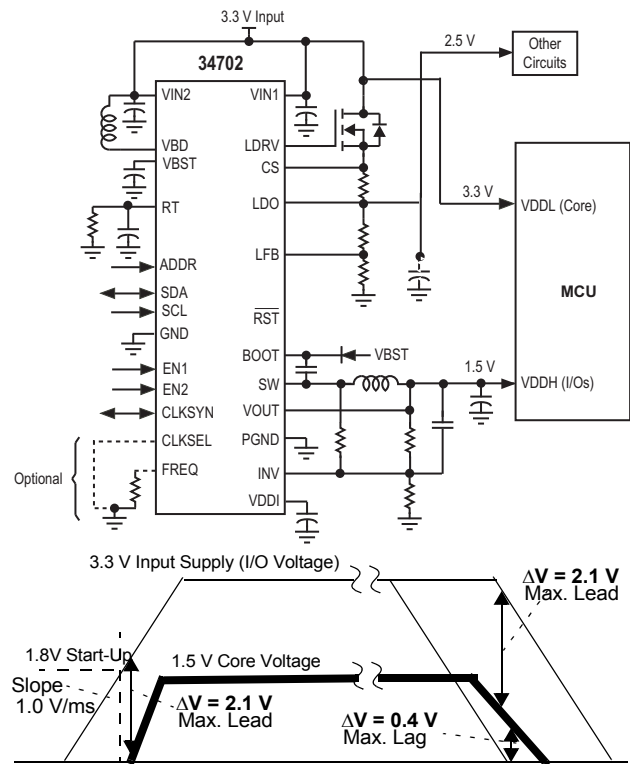 3.3 V Input
34702
2.5 V
Other
Circuits
VIN2
VIN1
VBD
LDRV
VBST
CS
RT
LDO
3.3 V
VDDL (Core)
LFB
MCU
ADDR
SDA
SCL
RST
GND
BOOT
VBST
EN1
SW
1.5 V
VDDH (I/Os)
EN2
VOUT
CLKSYN
CLKSEL
PGND
Optional
FREQ
INV
VDDI
3.3 V Input Supply (I/O Voltage)
ΔV = 2.1 V
Max. Lead
1.8V Start-Up
1.5 V Core Voltage
Slope
1.0 V/ms
ΔV = 2.1 V
Max. Lead
ΔV = 0.4 V
Max. Lag